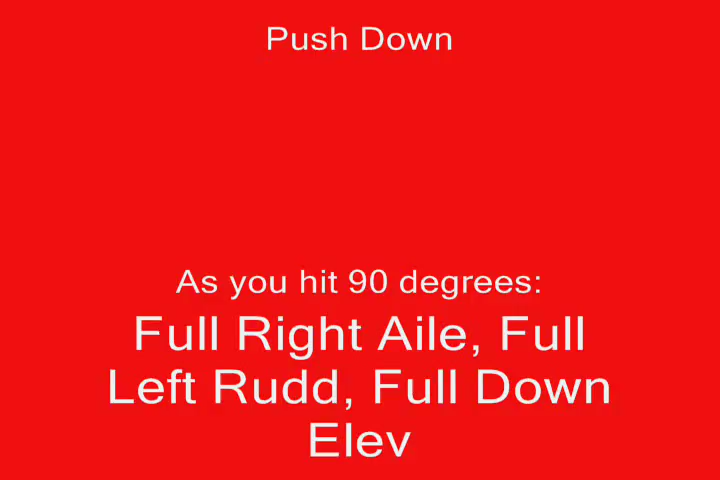 Push Down
As you hit 90 degrees:
Full Right Aile, Full
Left Rudd, Full Down
Elev